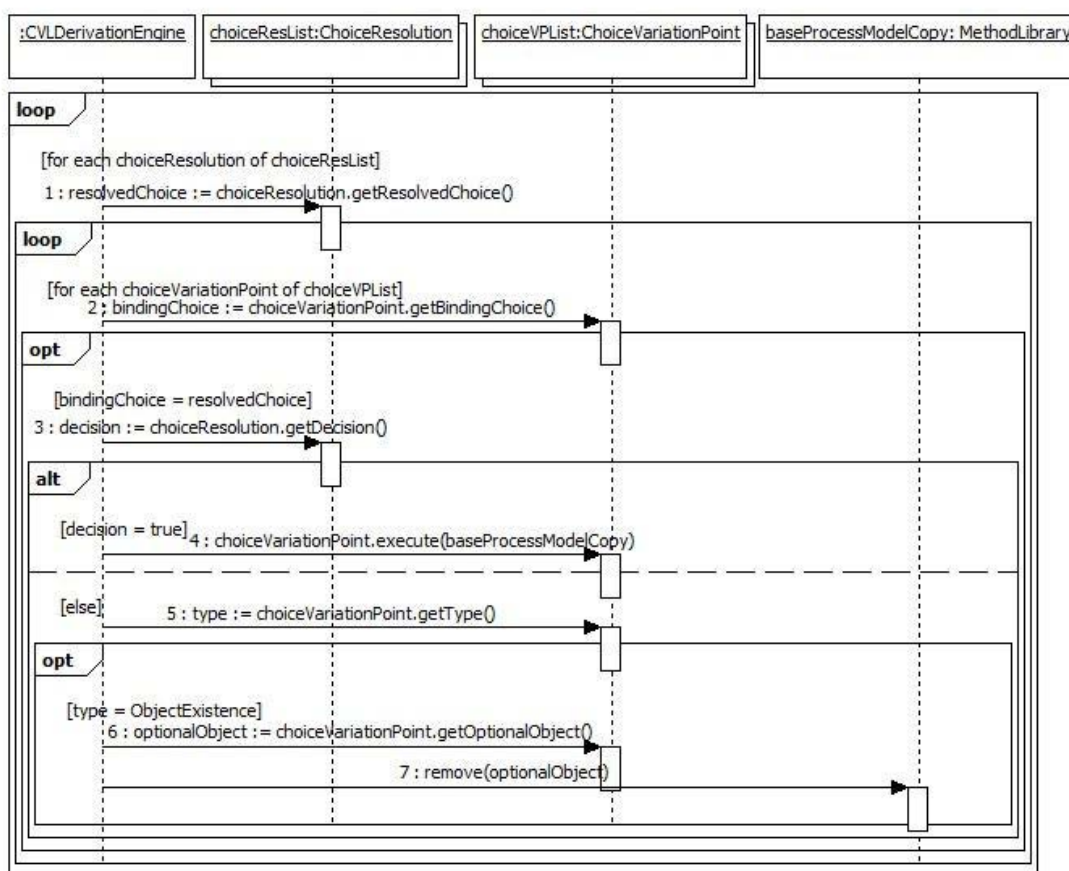 :CVLDerivationEngine
choiceResList:ChoiceResolution
choiceVPList:ChoiceVariationPoint
baseProcessModelCopy: MethodLibrary
loop
[for each choiceResolution of choiceResList]
1 : resolvedChoice := choiceResolution.getResolvedChoice()
loop
[for each choiceVariationPoint of choiceVPList]
2 : bindingChoice := choiceVariationPoint.getBindingChoice()
opt
[bindingChoice = resolvedChoice]
3 : decision := choiceResolution.getDecision()
alt
[decision = true]
4 : choiceVariationPoint.execute(baseProcessModelCopy)
[else]
5 : type := choiceVariationPoint.getType()
opt
[type = ObjectExistence]
6 : optionalObject := choiceVariationPoint.getOptionalObject()
7 : remove(optionalObject)